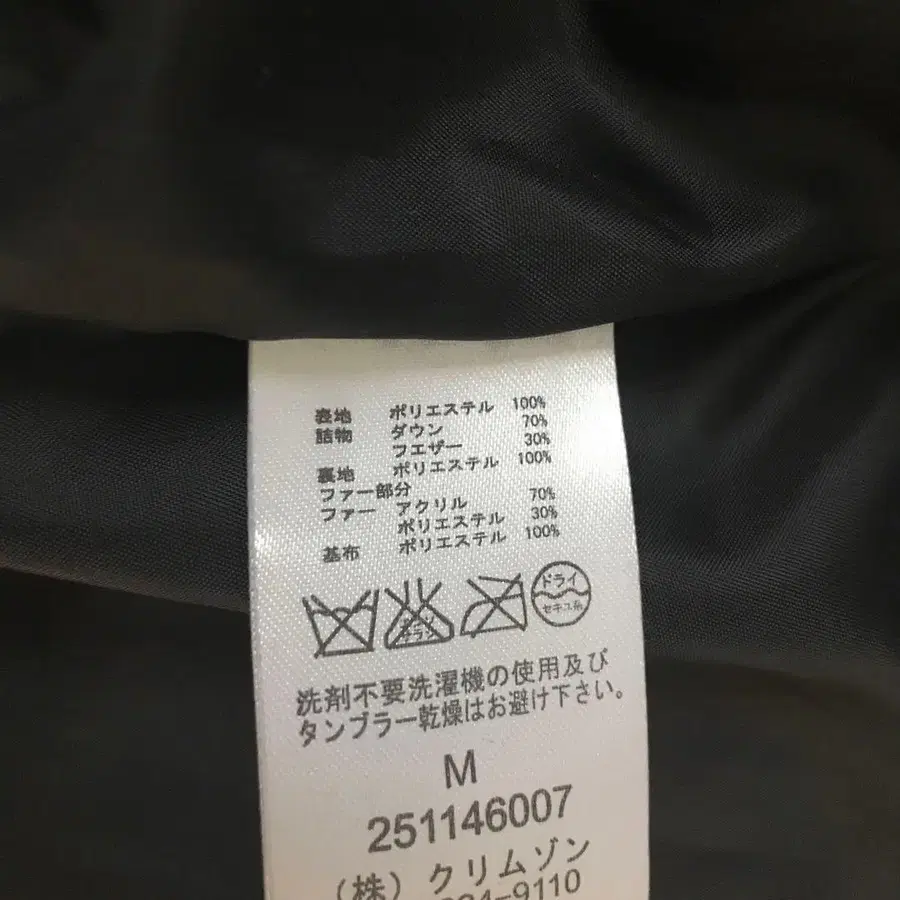 表地 ポリエステル 100%
詰物 ダウン 70%
フエザー 30%
裏地 ポリエステル 100%
ファー部分
ファー アクリル 70%
ポリエステル 30%
基布 ポリエステル 100%
ドライ
セキユ系
洗剤不要洗濯機の使用及び
タンブラー乾燥はお避け下さい。
M
251146007
(株) クリムゾン
-9110